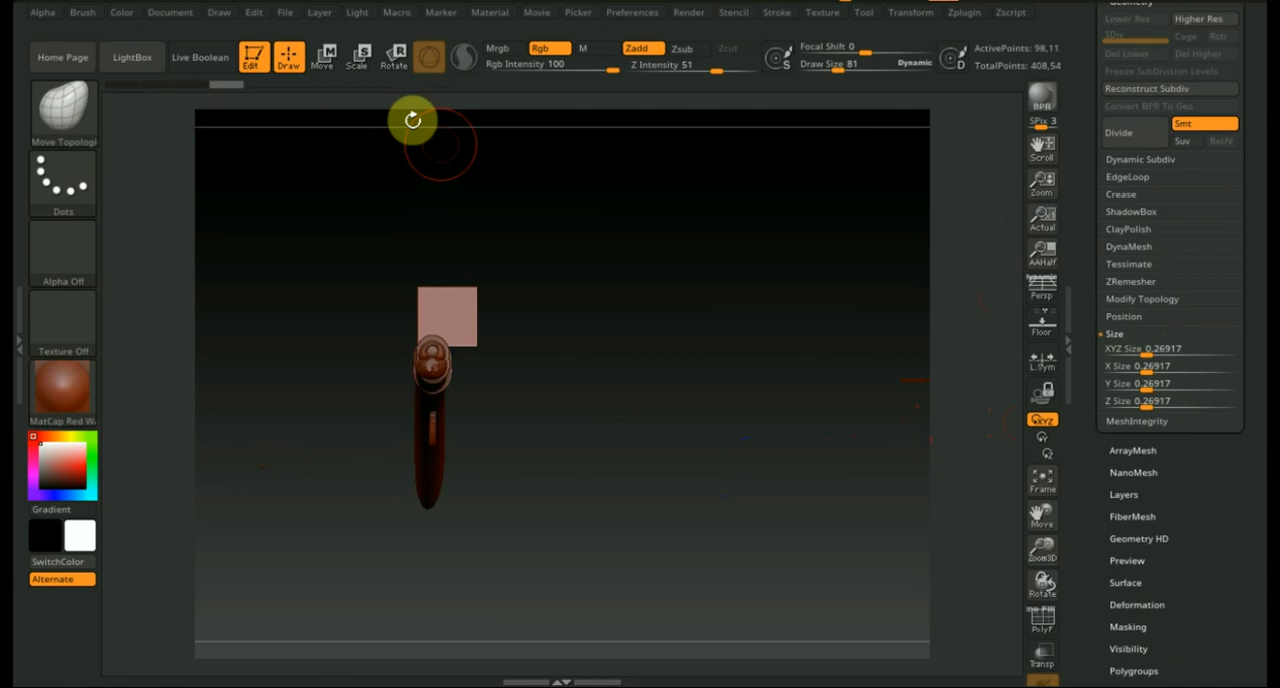 Alpha Brush Color Document Draw Edit File Layer Light Macro Marker Material Movie Picker Preferences Render Stencil Stroke Texture Tool Transform Zplugin Zscript
Home Page
LightBox
Live Boolean
Edit
Draw
Move
Scale
Rotate
Mrgb
Rgb
M
Rgb Intensity 100
Zadd
Zsub
Zcut
Z Intensity 51
Focal Shift 0
Draw Size 81
Dynamic
ActivePoints: 98,11
TotalPoints: 408,54
Move Topologi
Dots
Alpha Off
Texture Off
MatCap Red W
Gradient
SwitchColor
Alternate
BPR
SPix 3
Scroll
Zoom
Actual
AAHalf
Persp
Floor
L.Sym
XYZ
Frame
Move
Zoom3D
Rotate
PolyF
Transp
Geometry
Lower Res
Higher Res
SDiv
Cage
Rstr
Del Lower
Del Higher
Freeze SubDivision Levels
Reconstruct Subdiv
Convert BPR To Geo
Divide
Smt
Suv
ReUV
Dynamic Subdiv
EdgeLoop
Crease
ShadowBox
ClayPolish
DynaMesh
Tessimate
ZRemesher
Modify Topology
Position
Size
XYZ Size 0.26917
X Size 0.26917
Y Size 0.26917
Z Size 0.26917
MeshIntegrity
ArrayMesh
NanoMesh
Layers
FiberMesh
Geometry HD
Preview
Surface
Deformation
Masking
Visibility
Polygroups